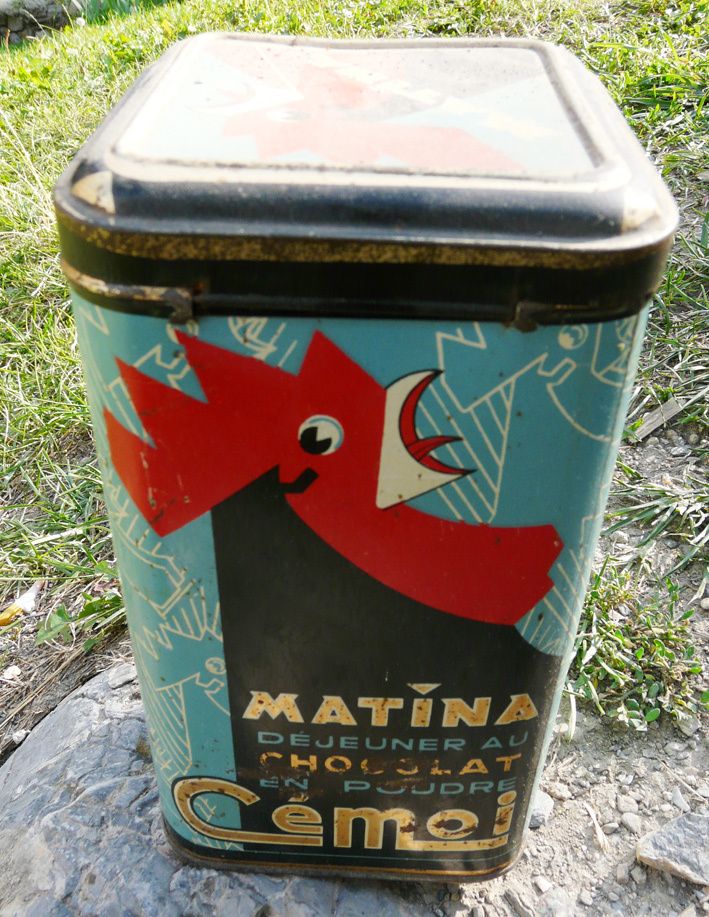 MATINA
DÉJEUNER AU
CHOCOLAT
EN POUDRE
Cémoi